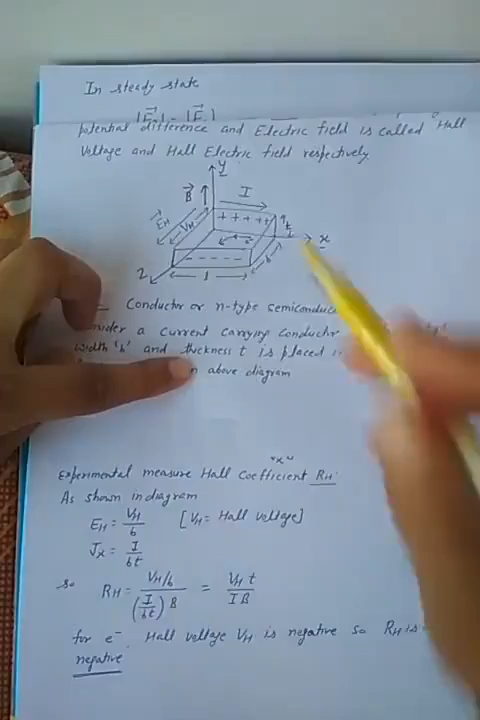 In steady state
potential difference and Electric field is called Hall
Voltage and Hall Electric field respectively.
y
B I
E_H V_H + + + + +
t
x
- - - - -
b
Z
l
Conductor or n-type
a current carrying conductor
width 'b' and thickness t is placed
above diagram
"x"
Experimental measure Hall Coefficient R_H:
As shown in diagram
E_H = V_H/b [V_H = Hall voltage]
J_x = I/bt
so R_H = (V_H/b)/((I/bt) B) = V_H t/I B
for e⁻ Hall voltage V_H is negative so R_H is
negative